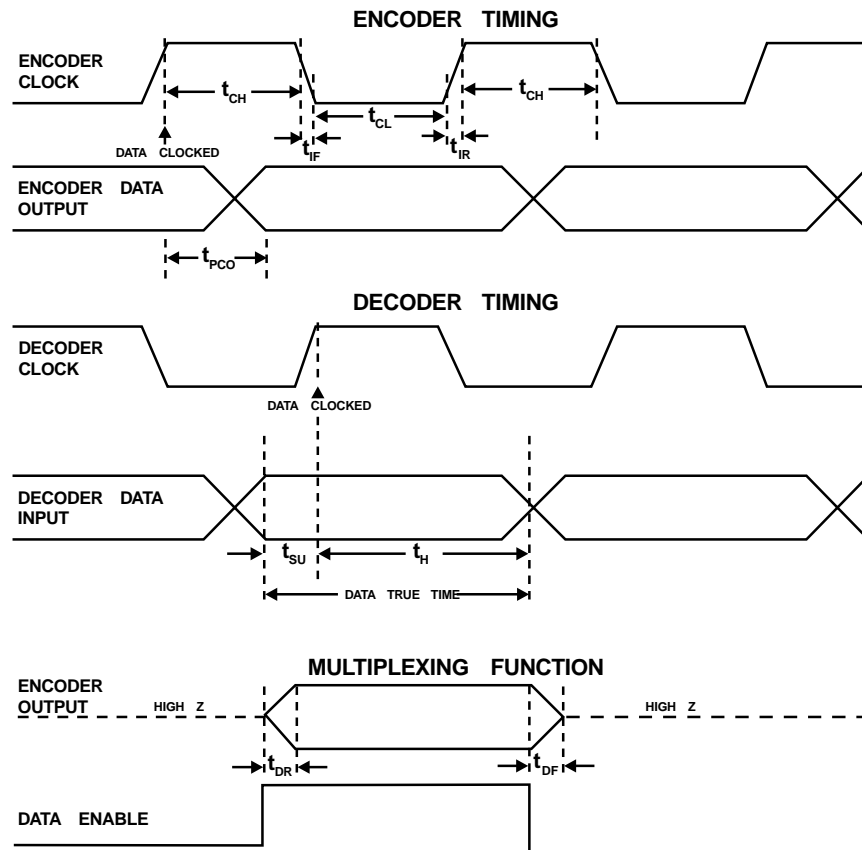 ENCODER TIMING
ENCODER
CLOCK
tCH
tCL
tCH
tIF
tIR
DATA CLOCKED
ENCODER DATA
OUTPUT
tPCO
DECODER TIMING
DECODER
CLOCK
DATA CLOCKED
DECODER DATA
INPUT
tSU
tH
DATA TRUE TIME
MULTIPLEXING FUNCTION
ENCODER
OUTPUT
HIGH Z
HIGH Z
tDR
tDF
DATA ENABLE